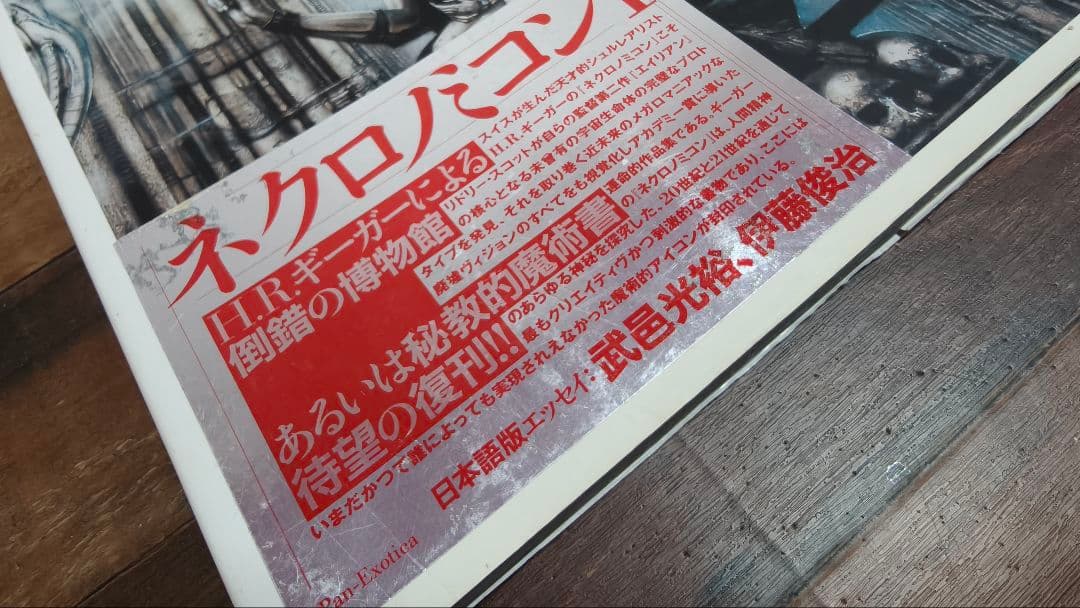 ネクロノミコン1
H.R.ギーガーによる
倒錯の博物館
あるいは秘教的魔術書
待望の復刊!!
スイスが生んだ天才的シュルレアリスト
H.R.ギーガーの『ネクロノミコン』こそ
リドリー・スコットが自らの監督第二作『エイリアン』
の核心となる未曾有の宇宙生命体の完璧なプロト
タイプを発見、それを取り巻く近未来のメガロマニアックな
廃墟ヴィジョンのすべてをも視覚化しアカデミー賞に導いた
運命的作品集である。ギーガー
の『ネクロノミコン』は、人間精神
のあらゆる神秘を探究した、20世紀と21世紀を通じて
最もクリエイティヴかつ背徳的な書物であり、ここには
いまだかつて誰によっても実現されえなかった魔術的アイコンが封印されている。
日本語版エッセイ：武邑光裕、伊藤俊治
Pan-Exotica